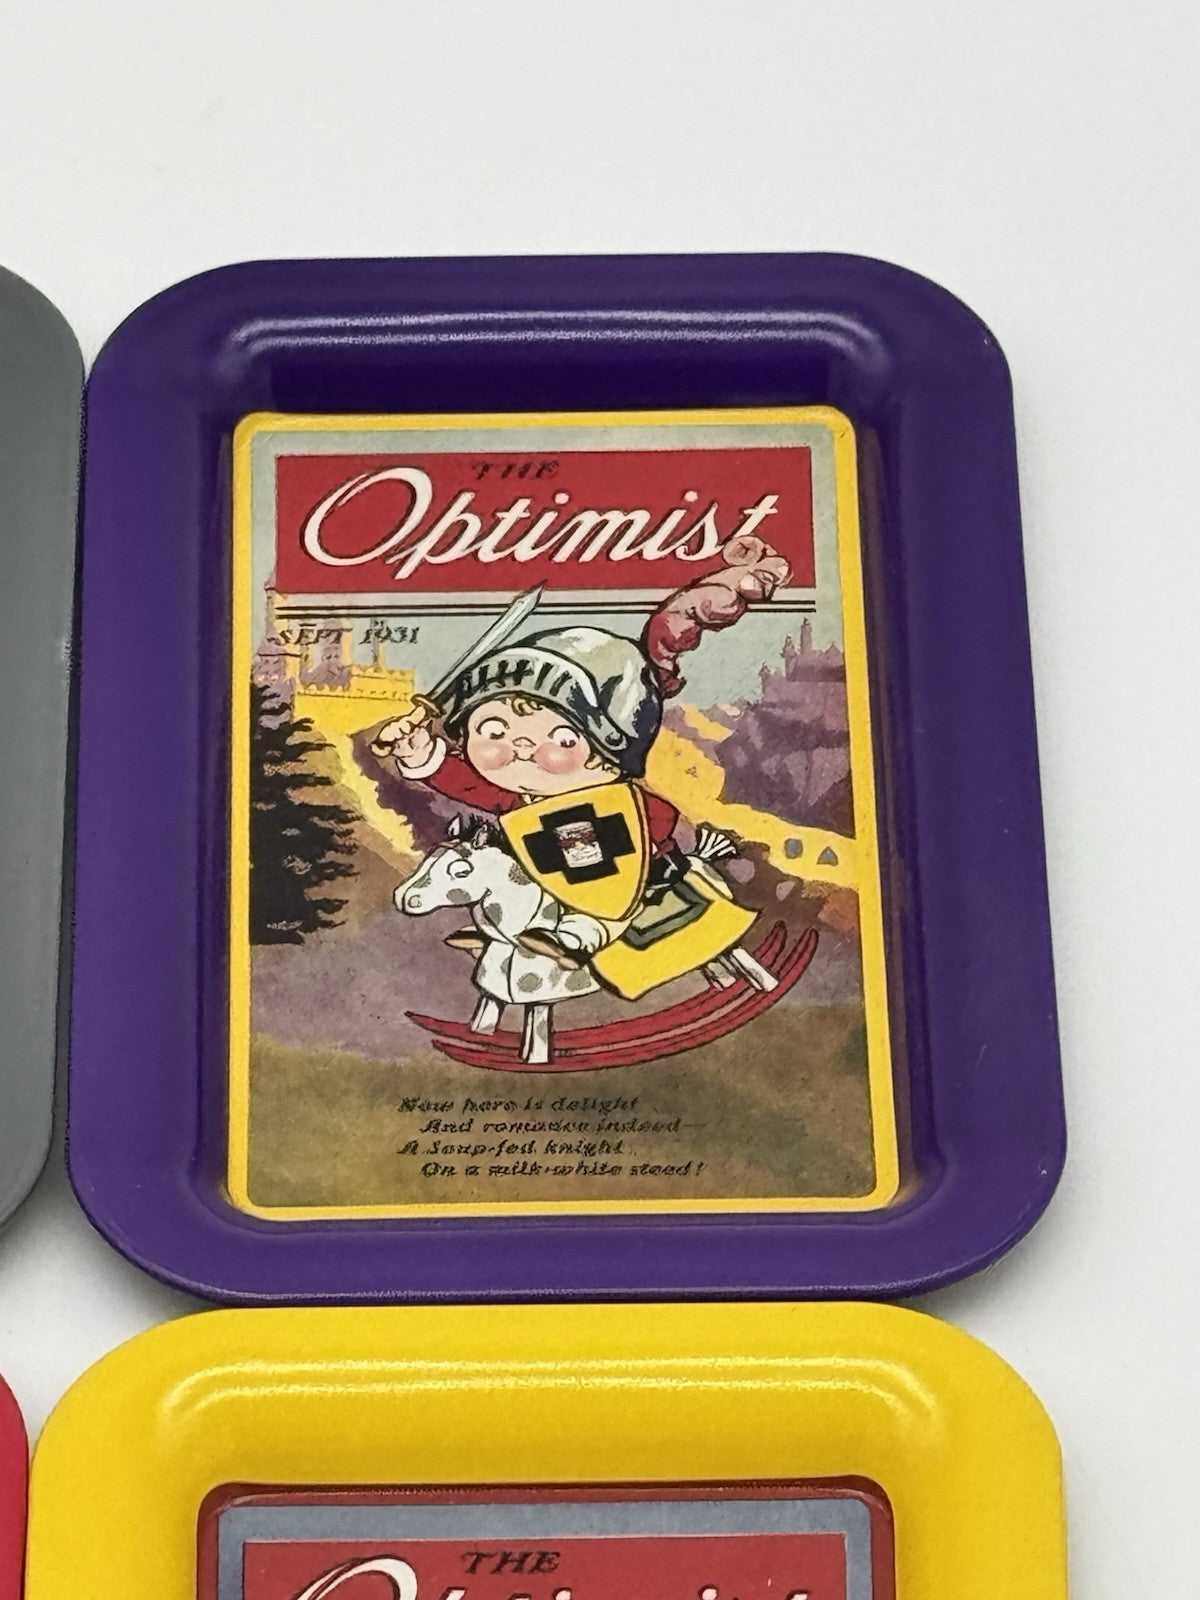 THE
Optimist
SEPT 1931
Now here is delight
And romance indeed—
A Soup-fed knight
On a milk-white steed!
THE
Optimist